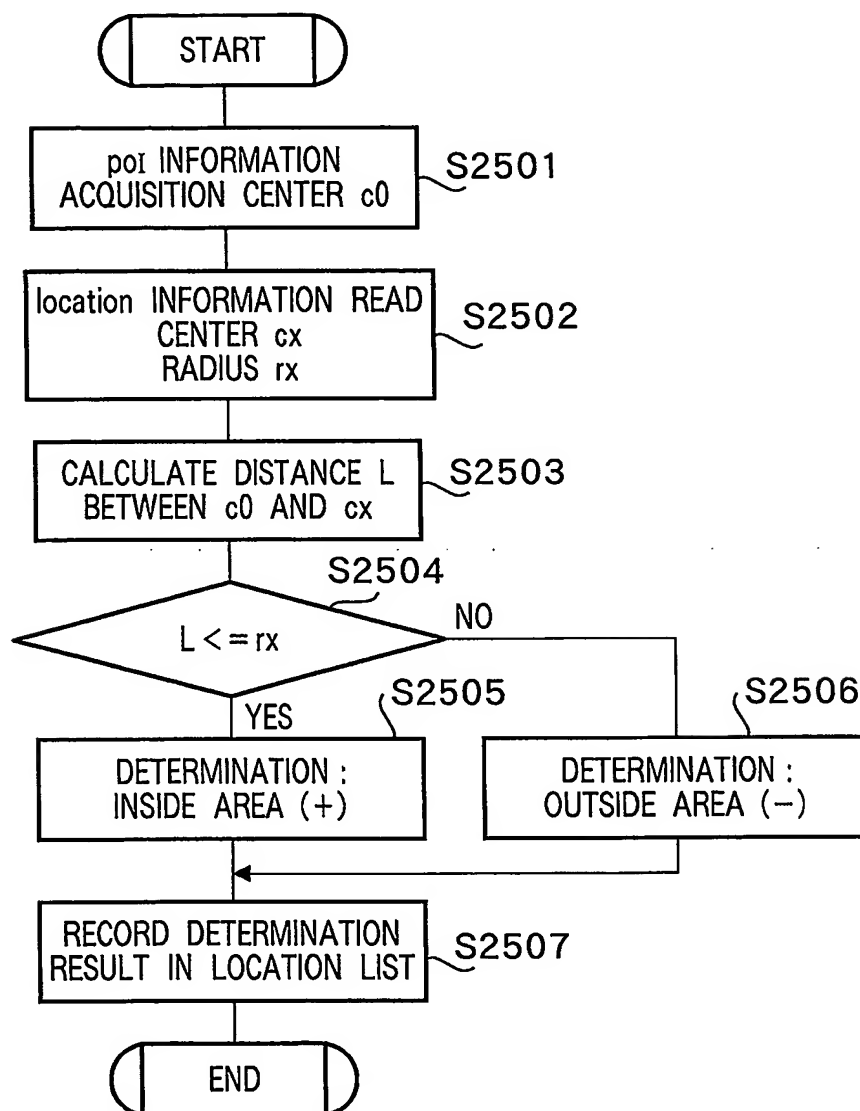 START
poI INFORMATION
ACQUISITION CENTER c0
S2501
location INFORMATION READ
CENTER cx
RADIUS rx
S2502
CALCULATE DISTANCE L
BETWEEN c0 AND cx
S2503
S2504
L <= rx
NO
YES
S2505
DETERMINATION :
INSIDE AREA (+)
S2506
DETERMINATION :
OUTSIDE AREA (−)
RECORD DETERMINATION
RESULT IN LOCATION LIST
S2507
END